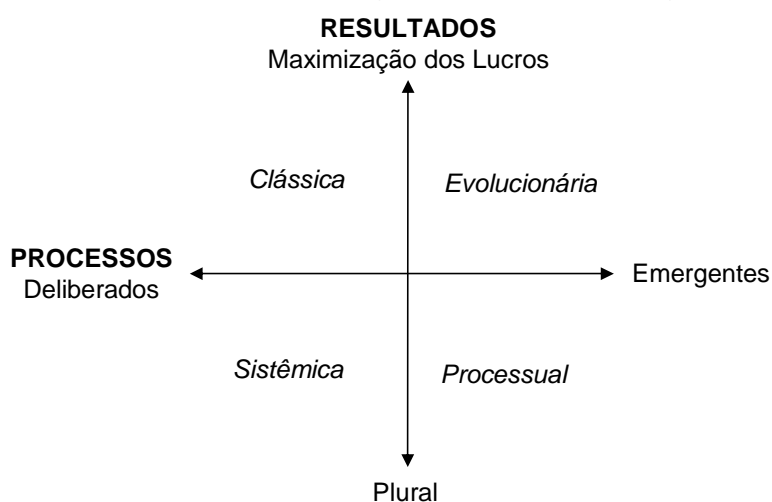 RESULTADOS
Maximização dos Lucros
Clássica
Evolucionária
PROCESSOS
Deliberados
Emergentes
Sistêmica
Processual
Plural